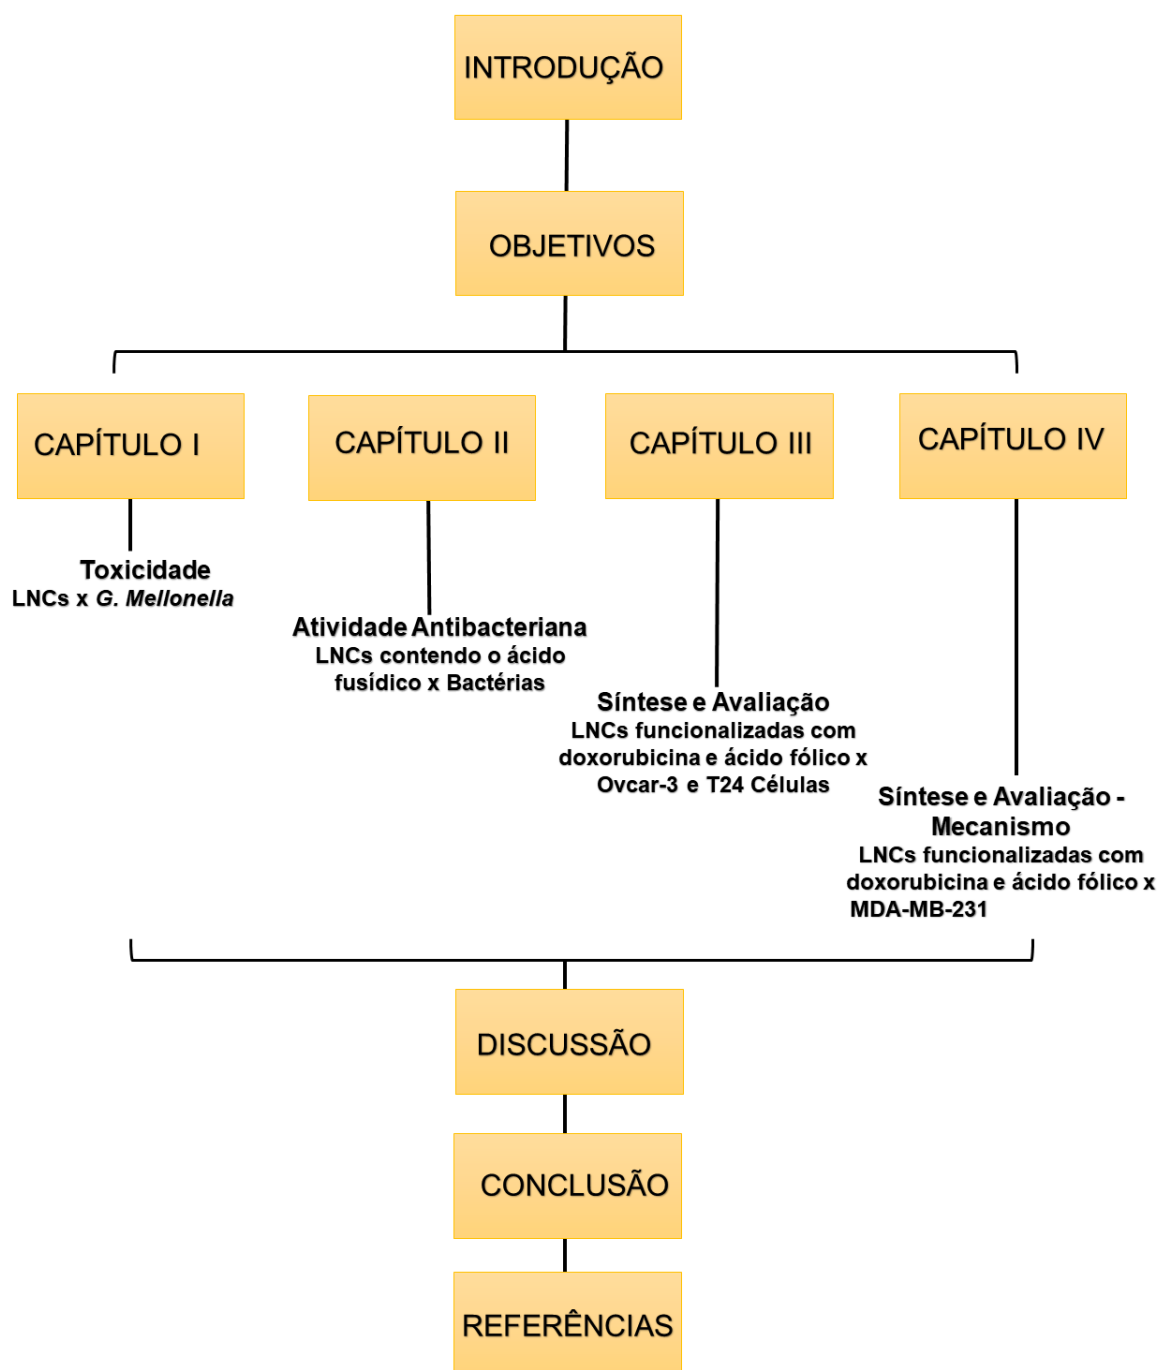 INTRODUÇÃO
OBJETIVOS
CAPÍTULO I
Toxicidade
LNCs x G. Mellonella
CAPÍTULO II
Atividade Antibacteriana
LNCs contendo o ácido
fusídico x Bactérias
CAPÍTULO III
Síntese e Avaliação
LNCs funcionalizadas com
doxorubicina e ácido fólico x
Ovcar-3 e T24 Células
CAPÍTULO IV
Síntese e Avaliação -
Mecanismo
LNCs funcionalizadas com
doxorubicina e ácido fólico x
MDA-MB-231
DISCUSSÃO
CONCLUSÃO
REFERÊNCIAS